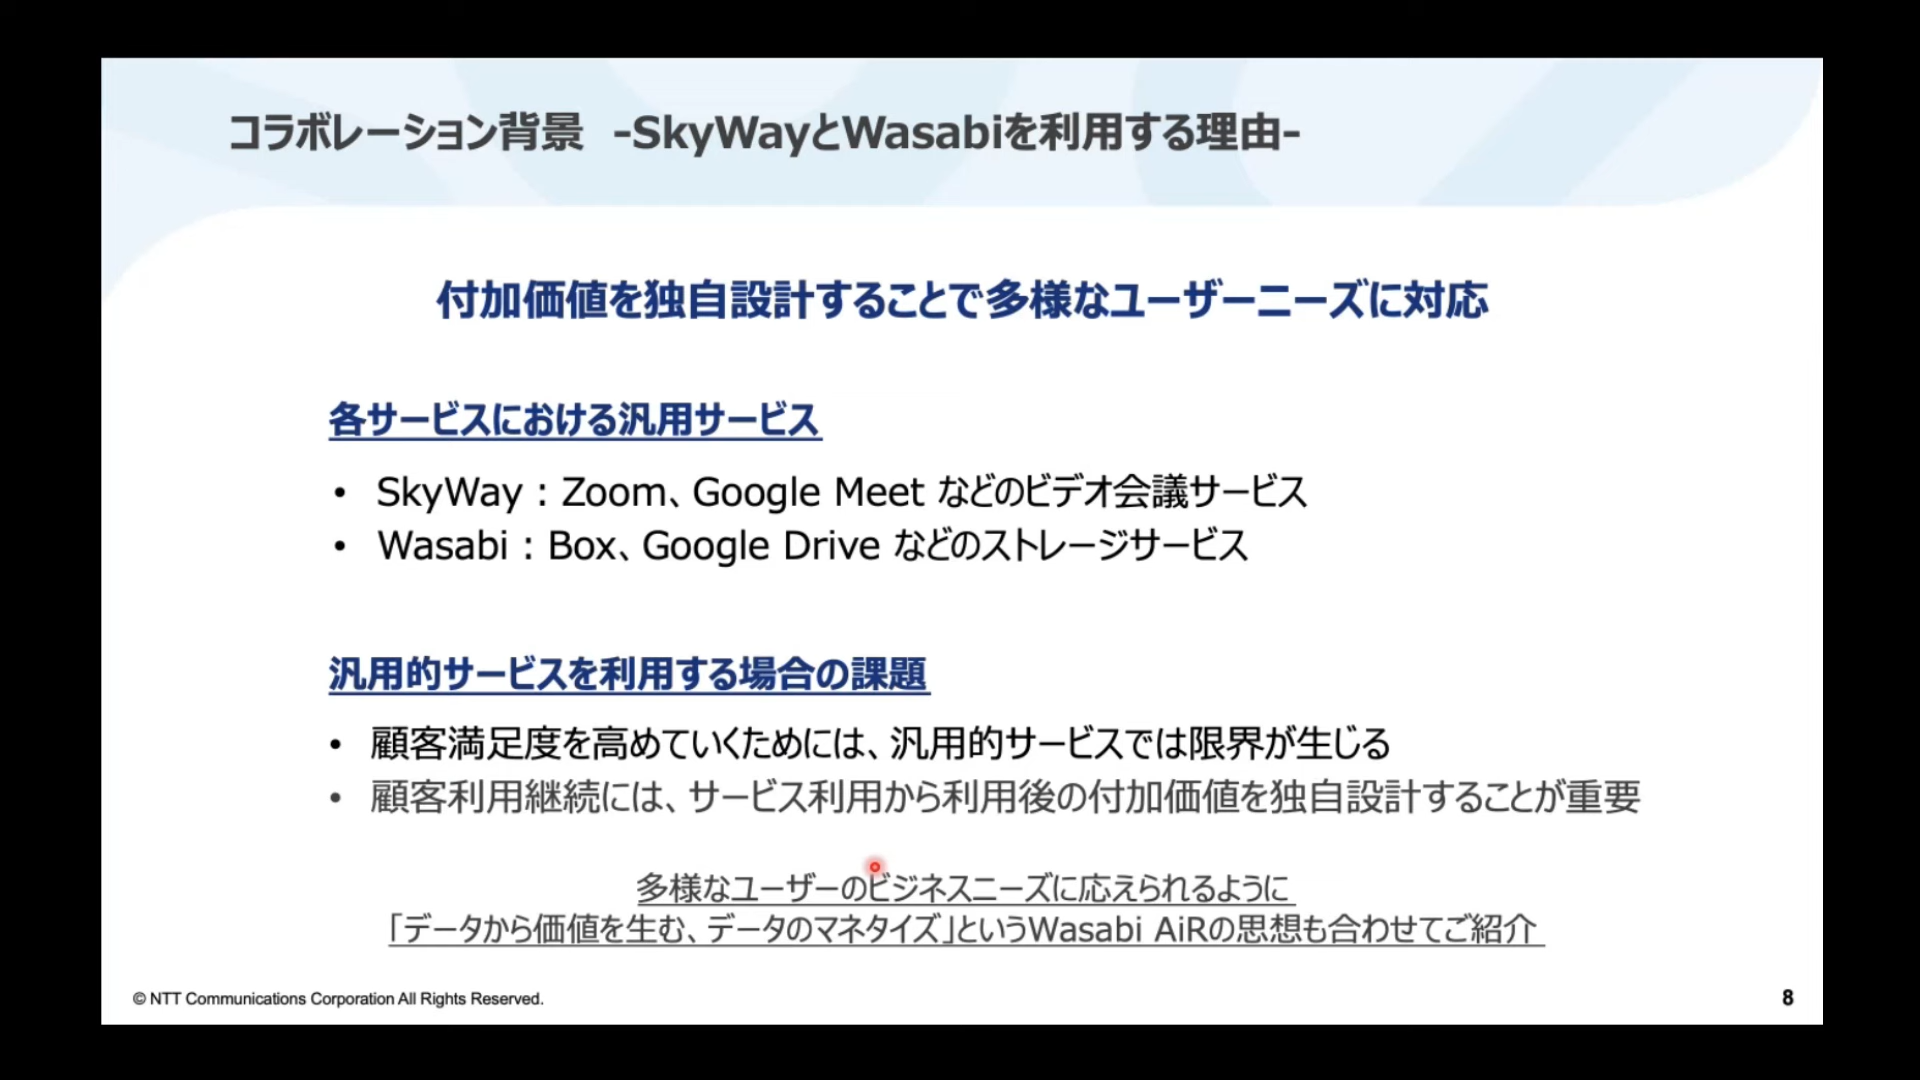 コラボレーション背景 -SkyWayとWasabiを利用する理由-
付加価値を独自設計することで多様なユーザーニーズに対応
各サービスにおける汎用サービス
• SkyWay：Zoom、Google Meet などのビデオ会議サービス
• Wasabi：Box、Google Drive などのストレージサービス
汎用的サービスを利用する場合の課題
• 顧客満足度を高めていくためには、汎用的サービスでは限界が生じる
• 顧客利用継続には、サービス利用から利用後の付加価値を独自設計することが重要
多様なユーザーのビジネスニーズに応えられるように
「データから価値を生む、データのマネタイズ」というWasabi AiRの思想も合わせてご紹介
© NTT Communications Corporation All Rights Reserved.
8